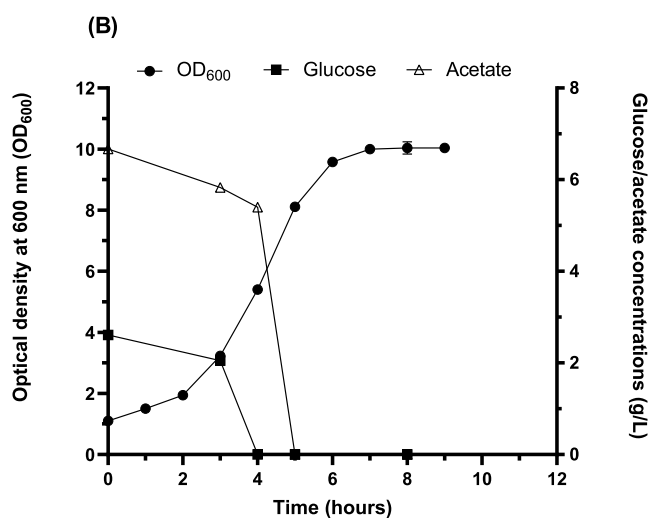 (B)
OD600 Glucose Acetate
Optical density at 600 nm (OD600)
12
10
8
6
4
2
0
8
6
4
2
0
Glucose/acetate concentrations (g/L)
0 2 4 6 8 10 12
Time (hours)